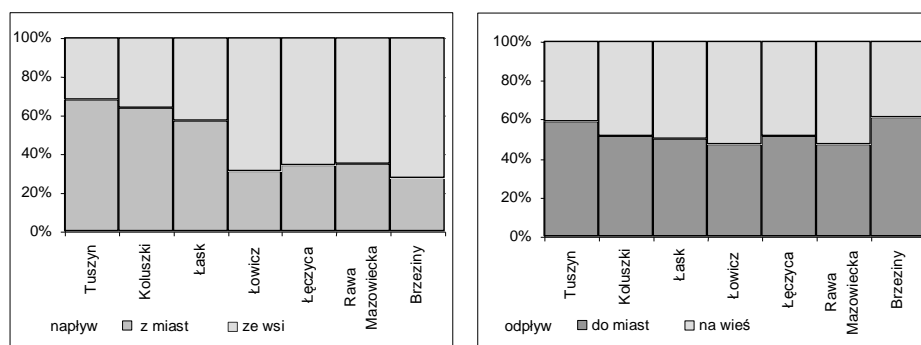 100%
80%
60%
40%
20%
0%
Tuszyn
Koluszki
Łask
Łowicz
Łęczyca
Rawa
Mazowiecka
Brzeziny
napływ z miast ze wsi
100%
80%
60%
40%
20%
0%
Tuszyn
Koluszki
Łask
Łowicz
Łęczyca
Rawa
Mazowiecka
Brzeziny
odpływ do miast na wieś